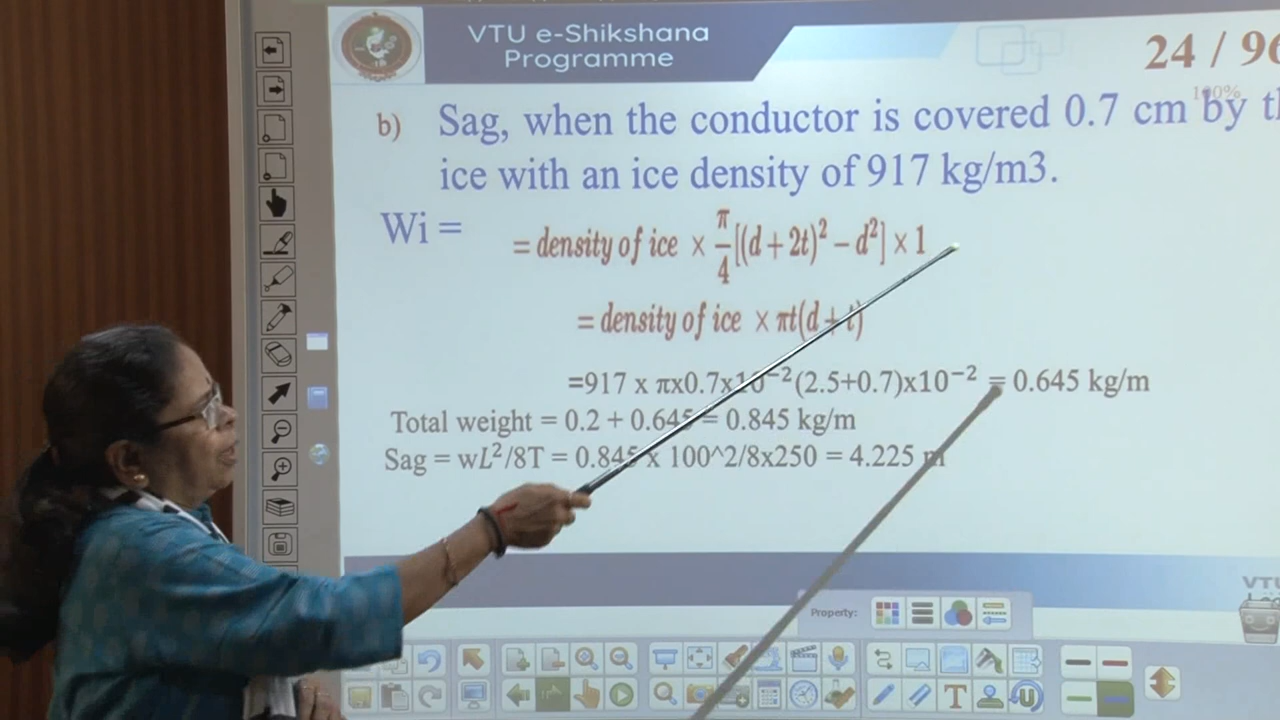 VTU e-Shikshana
Programme
24 / 96
100%
b) Sag, when the conductor is covered 0.7 cm by
ice with an ice density of 917 kg/m3.
Wi = = density of ice × π/4 [(d + 2t)² − d²] × 1
= density of ice × πt(d + t)
=917 x πx0.7x10⁻²(2.5+0.7)x10⁻² = 0.645 kg/m
Total weight = 0.2 + 0.645 = 0.845 kg/m
Sag = wL²/8T = 0.845 x 100^2/8x250 = 4.225 m
VTU
Property: